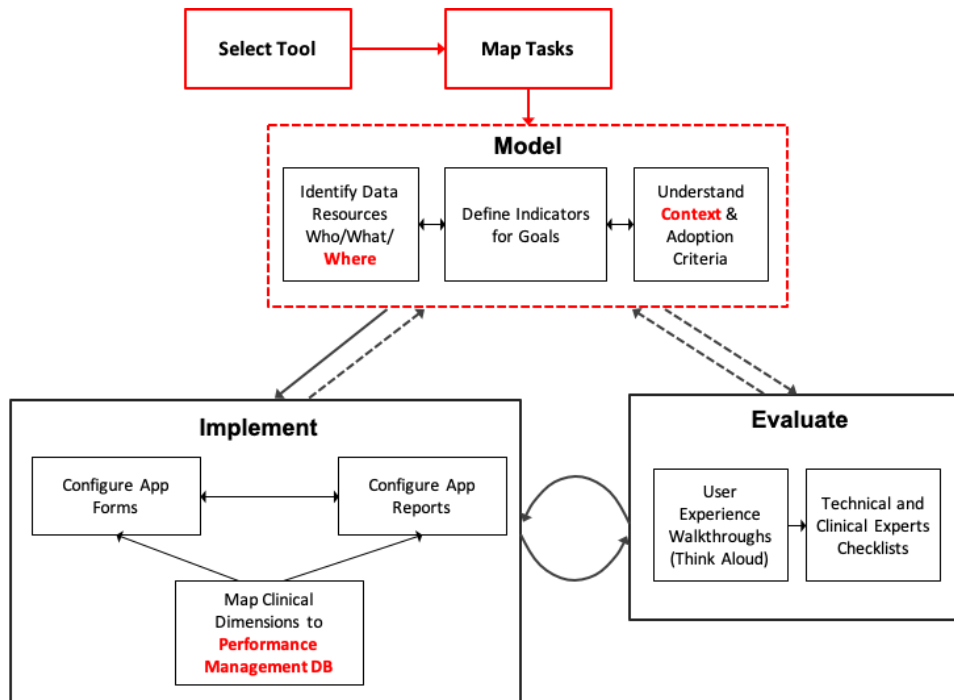 Select Tool
Map Tasks
Model
Identify Data
Resources
Who/What/
Where
Define Indicators
for Goals
Understand
Context &
Adoption
Criteria
Implement
Configure App
Forms
Configure App
Reports
Map Clinical
Dimensions to
Performance
Management DB
Evaluate
User
Experience
Walkthroughs
(Think Aloud)
Technical and
Clinical Experts
Checklists